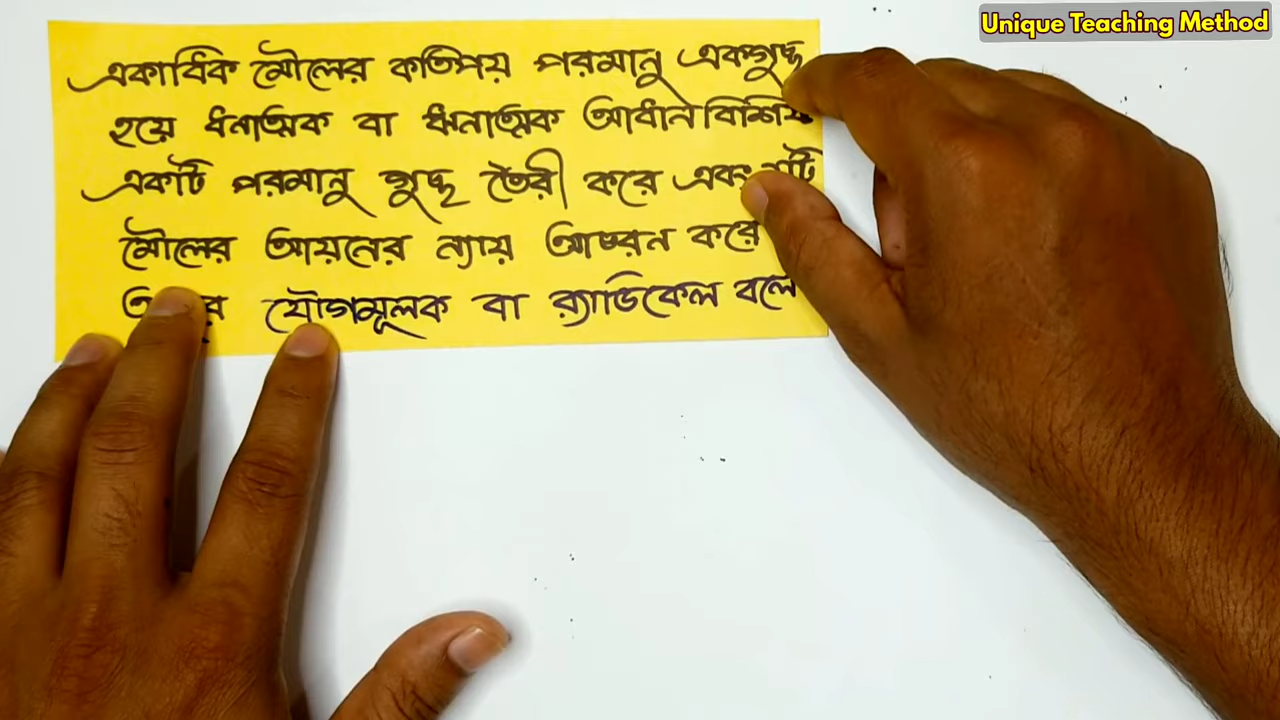 Unique Teaching Method
একাধিক মৌলের কতিপয় পরমানু একগুচ্ছ
হয়ে ধনাত্মক বা ঋনাত্মক আধান
একটি পরমানু গুচ্ছ তৈরী করে এবং
মৌলের আয়নের ন্যায় আচরন করে
যৌগমূলক বা র‍্যাডিকেল বলে